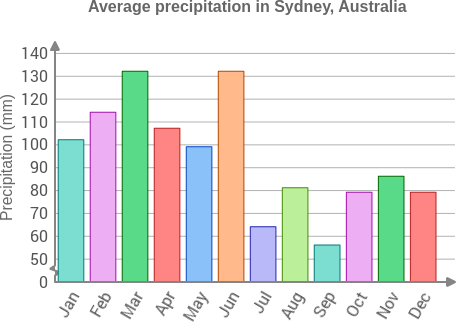 Average precipitation in Sydney, Australia
Precipitation (mm)
140
130
120
110
100
90
80
70
60
50
0
Jan
Feb
Mar
Apr
May
Jun
Jul
Aug
Sep
Oct
Nov
Dec